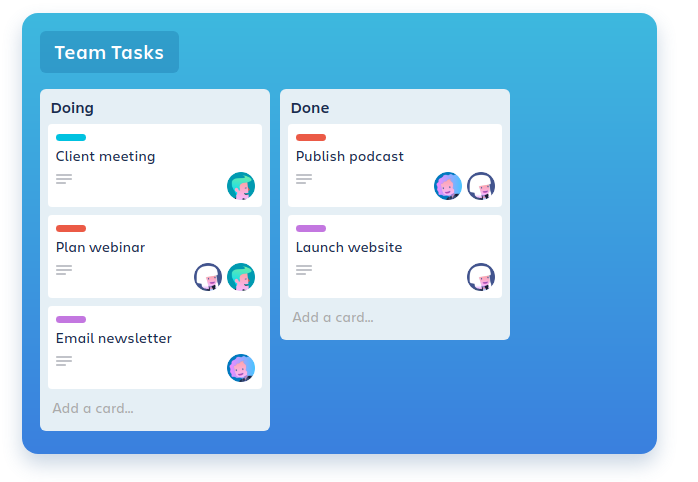 Team Tasks
Doing
Client meeting
Plan webinar
Email newsletter
Add a card...
Done
Publish podcast
Launch website
Add a card...